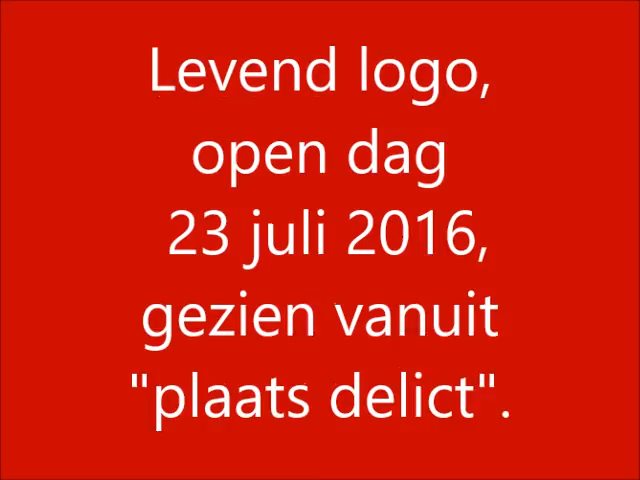 Levend logo,
open dag
23 juli 2016,
gezien vanuit
"plaats delict".